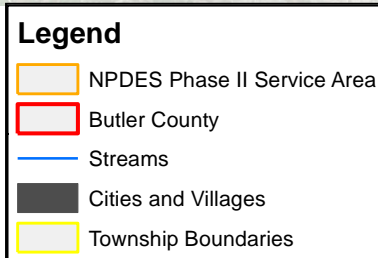 Legend
NPDES Phase II Service Area
Butler County
Streams
Cities and Villages
Township Boundaries